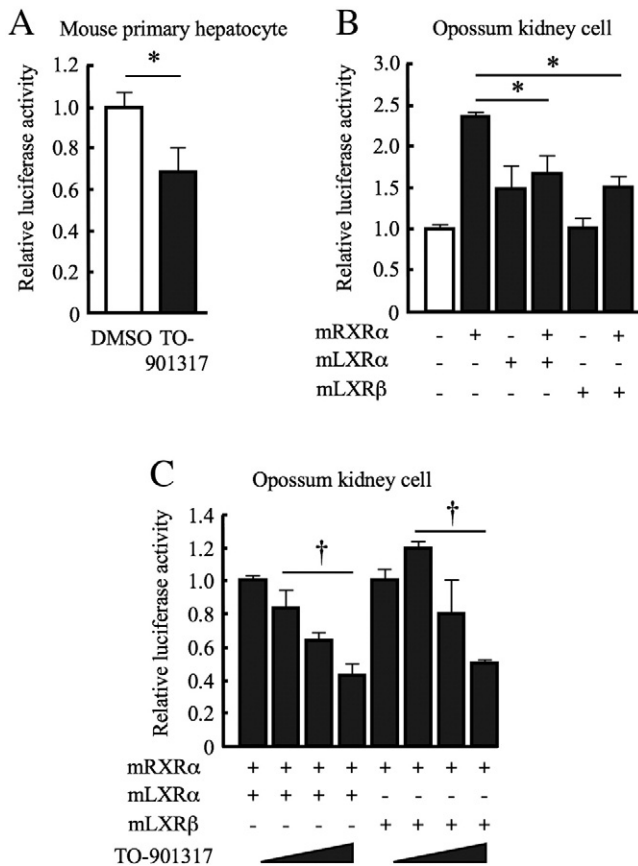 A
Mouse primary hepatocyte
Relative luciferase activity
1.2
1.0
0.8
0.6
0.4
0.2
0
*
DMSO TO-
901317
B
Opossum kidney cell
Relative luciferase activity
3.0
2.5
2.0
1.5
1.0
0.5
0
*
*
mRXRα - + - + - +
mLXRα - - + + - -
mLXRβ - - - - + +
C
Opossum kidney cell
Relative luciferase activity
1.4
1.2
1.0
0.8
0.6
0.4
0.2
0
†
†
mRXRα + + + + + + + +
mLXRα + + + + - - - -
mLXRβ - - - - + + + +
TO-901317